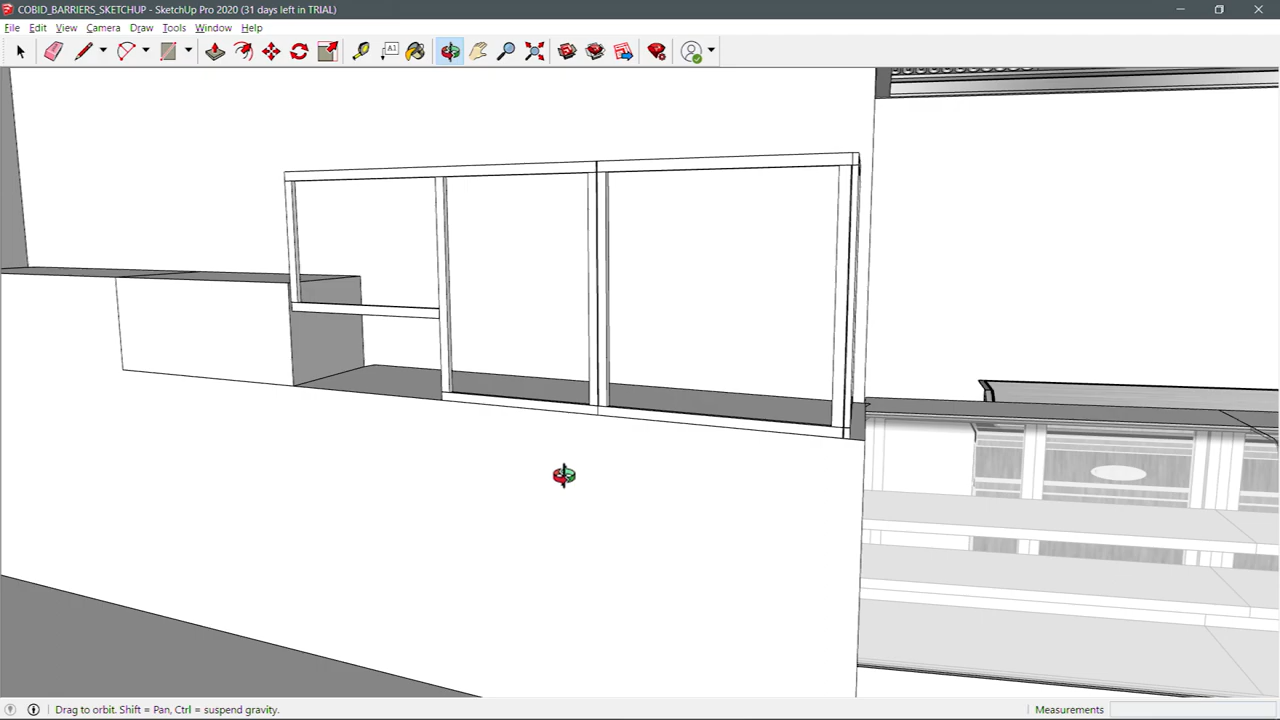 COBID_BARRIERS_SKETCHUP - SketchUp Pro 2020 (31 days left in TRIAL)
File Edit View Camera Draw Tools Window Help
A1
Drag to orbit. Shift = Pan, Ctrl = suspend gravity.
Measurements